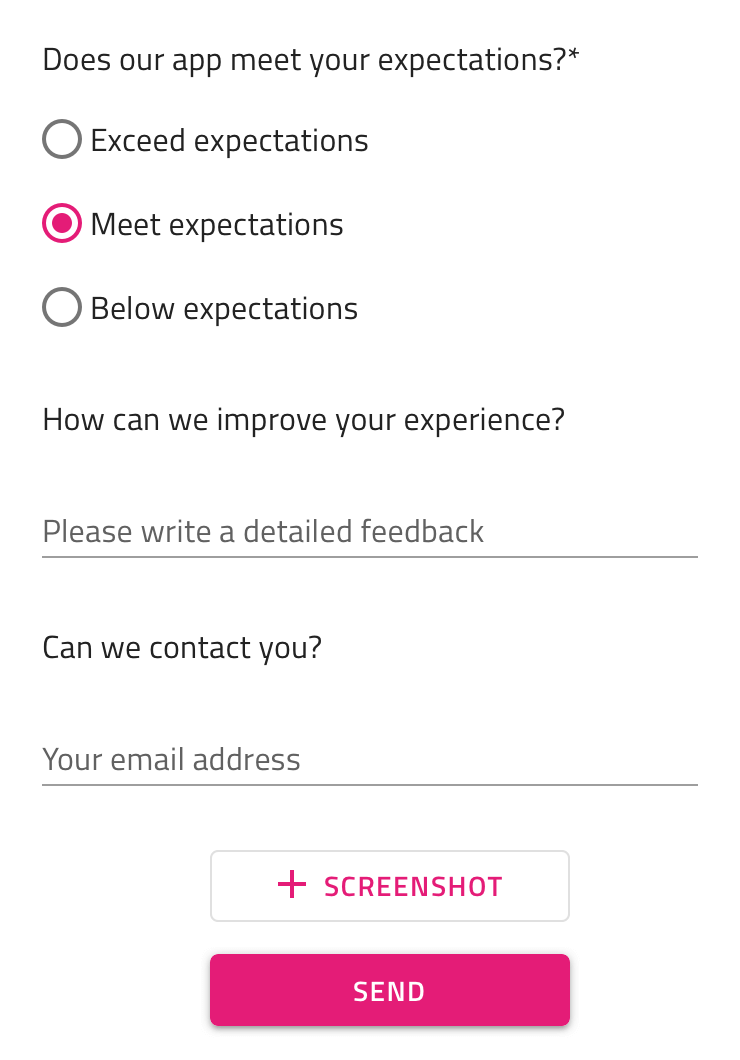 Does our app meet your expectations?*
Exceed expectations
Meet expectations
Below expectations
How can we improve your experience?
Please write a detailed feedback
Can we contact you?
Your email address
+ SCREENSHOT
SEND